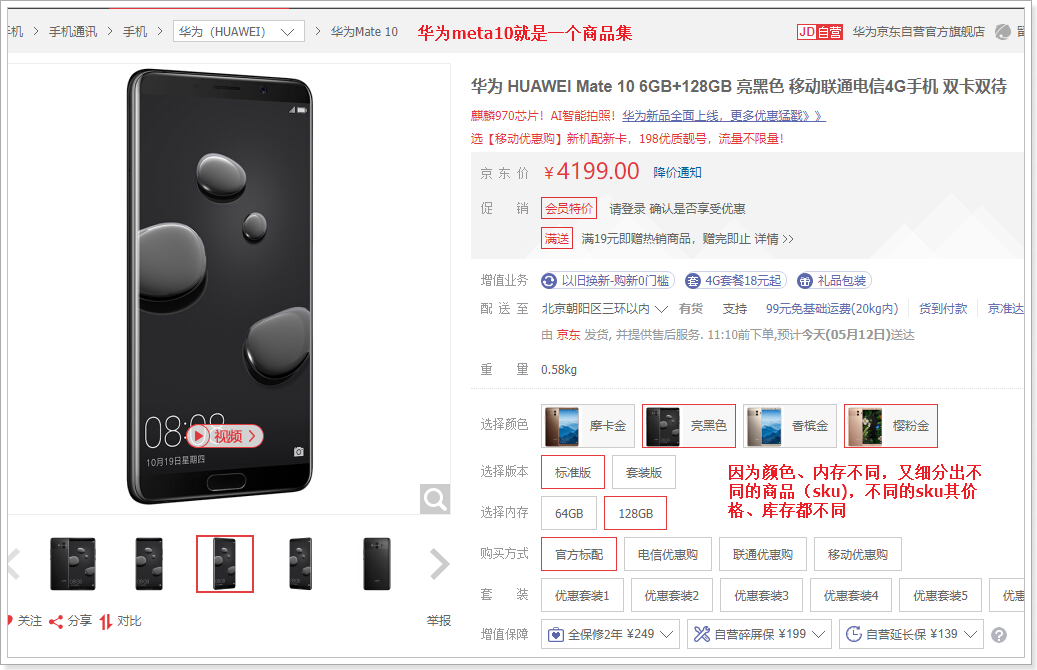 手机通讯 手机 华为（HUAWEI） 华为Mate 10 华为meta10就是一个商品集 JD自营 华为京东自营官方旗舰店
华为 HUAWEI Mate 10 6GB+128GB 亮黑色 移动联通电信4G手机 双卡双待
麒麟970芯片！AI智能拍照！华为新品全面上线，更多优惠猛戳》》
选【移动优惠购】新机配新卡，198优质靓号，流量不限量！
京东价 ￥4199.00 降价通知
促销 会员特价 请登录 确认是否享受优惠
满送 满19元即赠热销商品，赠完即止 详情 >>
增值业务 以旧换新-购新0门槛 套 4G套餐18元起 礼品包装
配送至 北京朝阳区三环以内 有货 支持 99元免基础运费(20kg内) 货到付款 京准达
由 京东 发货, 并提供售后服务. 11:10前下单,预计今天(05月12日)送达
重量 0.58kg
08:08
视频
10月19日星期四
选择颜色 摩卡金 亮黑色 香槟金 樱粉金
选择版本 标准版 套装版
因为颜色、内存不同，又细分出不
同的商品（sku)，不同的sku其价
格、库存都不同
选择内存 64GB 128GB
购买方式 官方标配 电信优惠购 联通优惠购 移动优惠购
套装 优惠套装1 优惠套装2 优惠套装3 优惠套装4 优惠套装5 优惠
关注 分享 对比 举报
增值保障 全保修2年 ¥249 自营碎屏保 ¥199 自营延长保 ¥139 ?